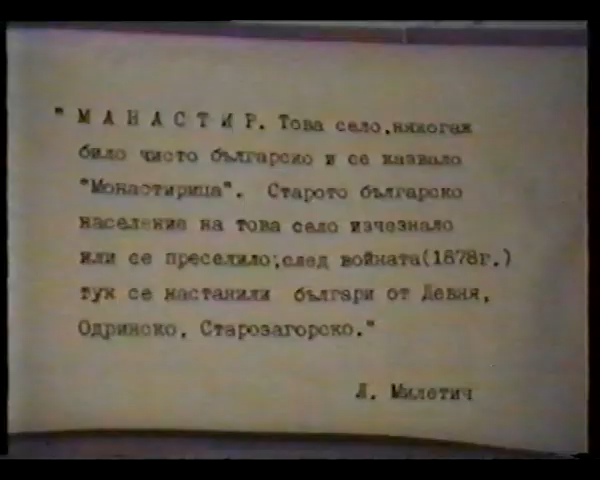 " М А Н А С Т И Р. Това село,някогаж
било чисто българско и се казвало
"Монастирица". Старото българско
население на това село изчезнало
или се преселило;след войната(1878г.)
тук се настанили българи от Девня,
Одринско, Старозагорско."
Л. Милетич